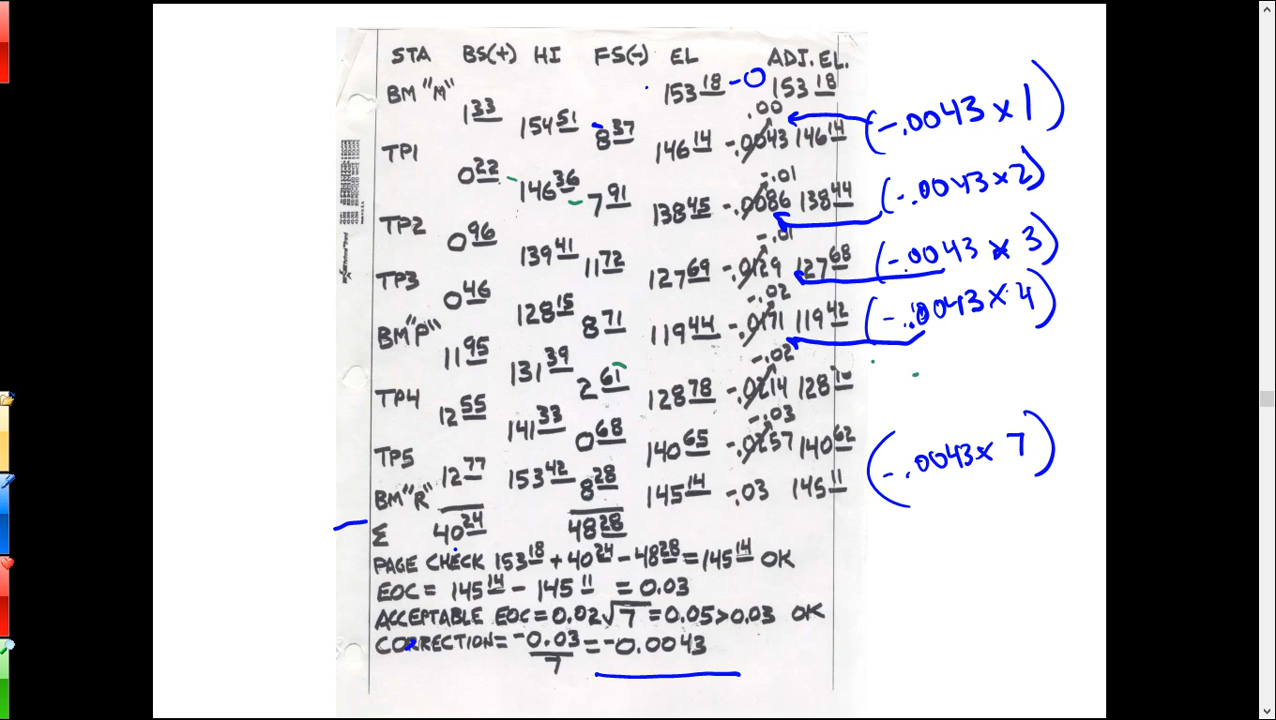 STA BS(+) HI FS(-) EL ADJ. EL.
BM "M" 153 18 - 0 153 18
1 33 154 51 8 37 .00
TP1 146 14 -.0043 146 14 (-.0043 x 1)
0 22 146 36 7 91 -.01
TP2 138 45 -.0086 138 44 (-.0043 x 2)
0 96 139 41 11 72 -.01
TP3 127 69 -.0129 127 68 (-.0043 x 3)
0 46 128 15 8 71 -.02
BM "P" 119 44 -.0171 119 42 (-.0043 x 4)
11 95 131 39 2 61 -.02
TP4 128 78 -.0214 128
12 55 141 33 0 68 -.03
TP5 140 65 -.0257 140 62
12 77 153 42 8 28
BM "R" 145 14 -.03 145 11 (-.0043 x 7)
Σ 40 24 48 28
PAGE CHECK 153 18 + 40 24 - 48 28 = 145 14 OK
EOC = 145 14 - 145 11 = 0.03
ACCEPTABLE EOC = 0.02 √7 = 0.05 > 0.03 OK
CORRECTION = -0.03 = -0.0043
7